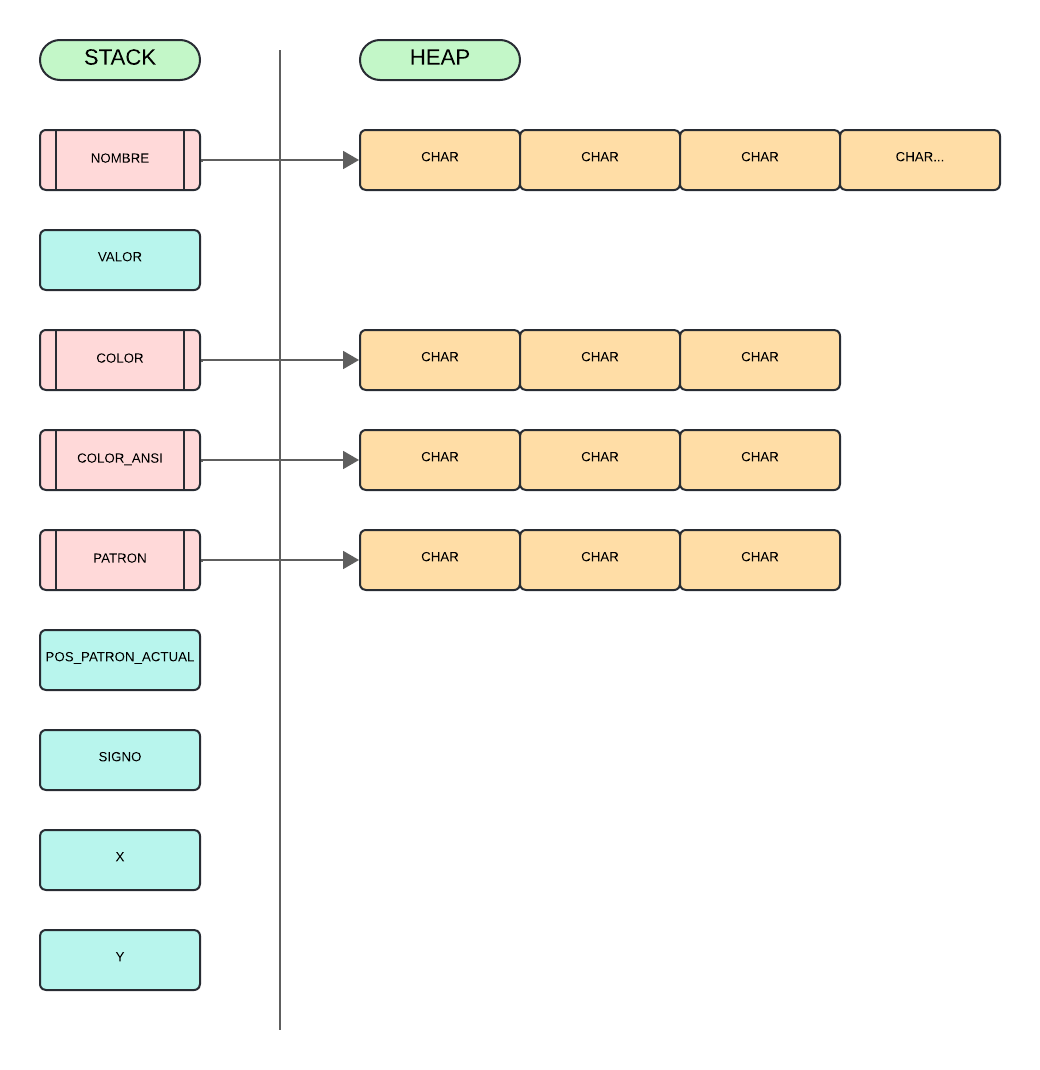 STACK
HEAP
NOMBRE
CHAR
CHAR
CHAR
CHAR...
VALOR
COLOR
CHAR
CHAR
CHAR
COLOR_ANSI
CHAR
CHAR
CHAR
PATRON
CHAR
CHAR
CHAR
POS_PATRON_ACTUAL
SIGNO
X
Y